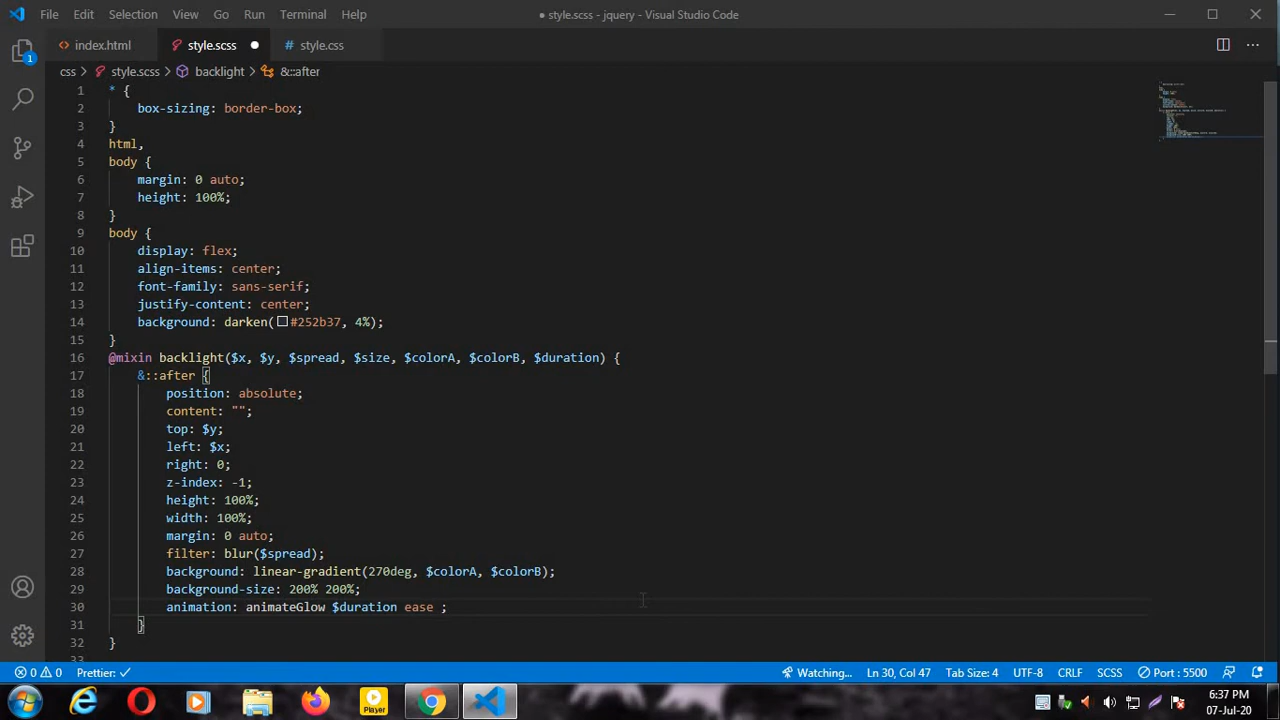 File Edit Selection View Go Run Terminal Help
● style.scss - jquery - Visual Studio Code
index.html style.scss style.css
css > style.scss > backlight > &::after
1 * {
2 box-sizing: border-box;
3 }
4 html,
5 body {
6 margin: 0 auto;
7 height: 100%;
8 }
9 body {
10 display: flex;
11 align-items: center;
12 font-family: sans-serif;
13 justify-content: center;
14 background: darken(#252b37, 4%);
15 }
16 @mixin backlight($x, $y, $spread, $size, $colorA, $colorB, $duration) {
17 &::after {
18 position: absolute;
19 content: "";
20 top: $y;
21 left: $x;
22 right: 0;
23 z-index: -1;
24 height: 100%;
25 width: 100%;
26 margin: 0 auto;
27 filter: blur($spread);
28 background: linear-gradient(270deg, $colorA, $colorB);
29 background-size: 200% 200%;
30 animation: animateGlow $duration ease ;
31 }
32 }
33
1
0 0 Prettier: ✓ Watching... Ln 30, Col 47 Tab Size: 4 UTF-8 CRLF SCSS Port : 5500
Player
6:37 PM
07-Jul-20